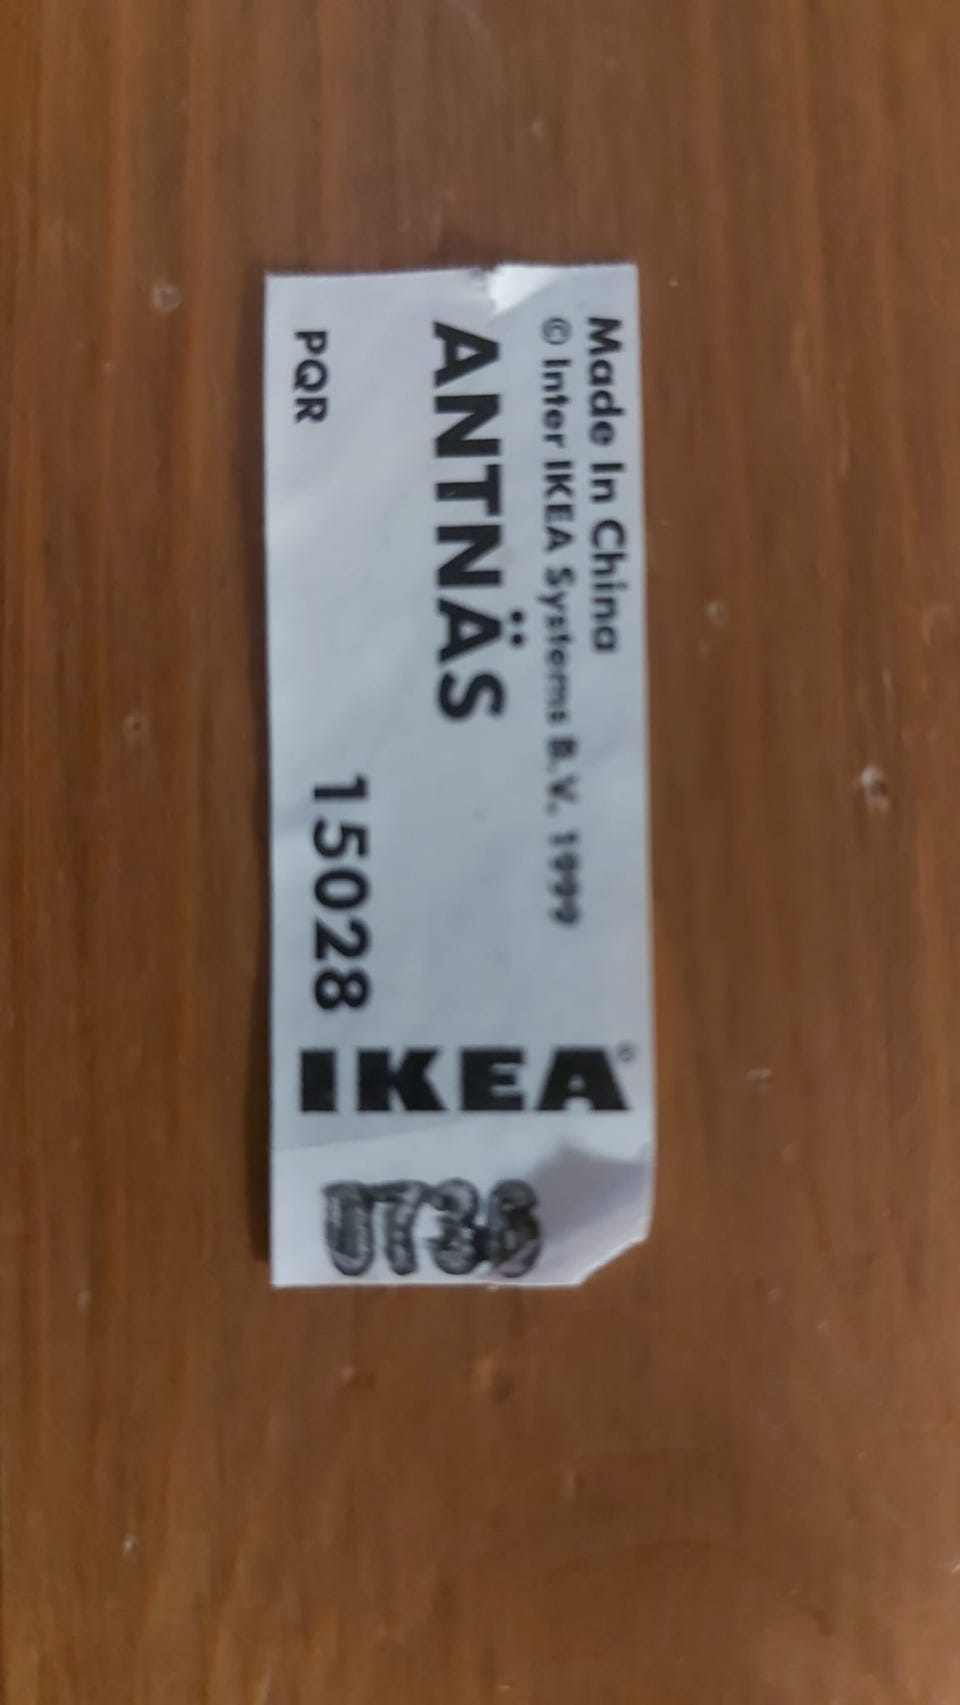 Made In China
© Inter IKEA Systems B.V. 1999
ANTNÄS
PQR
15028
IKEA®